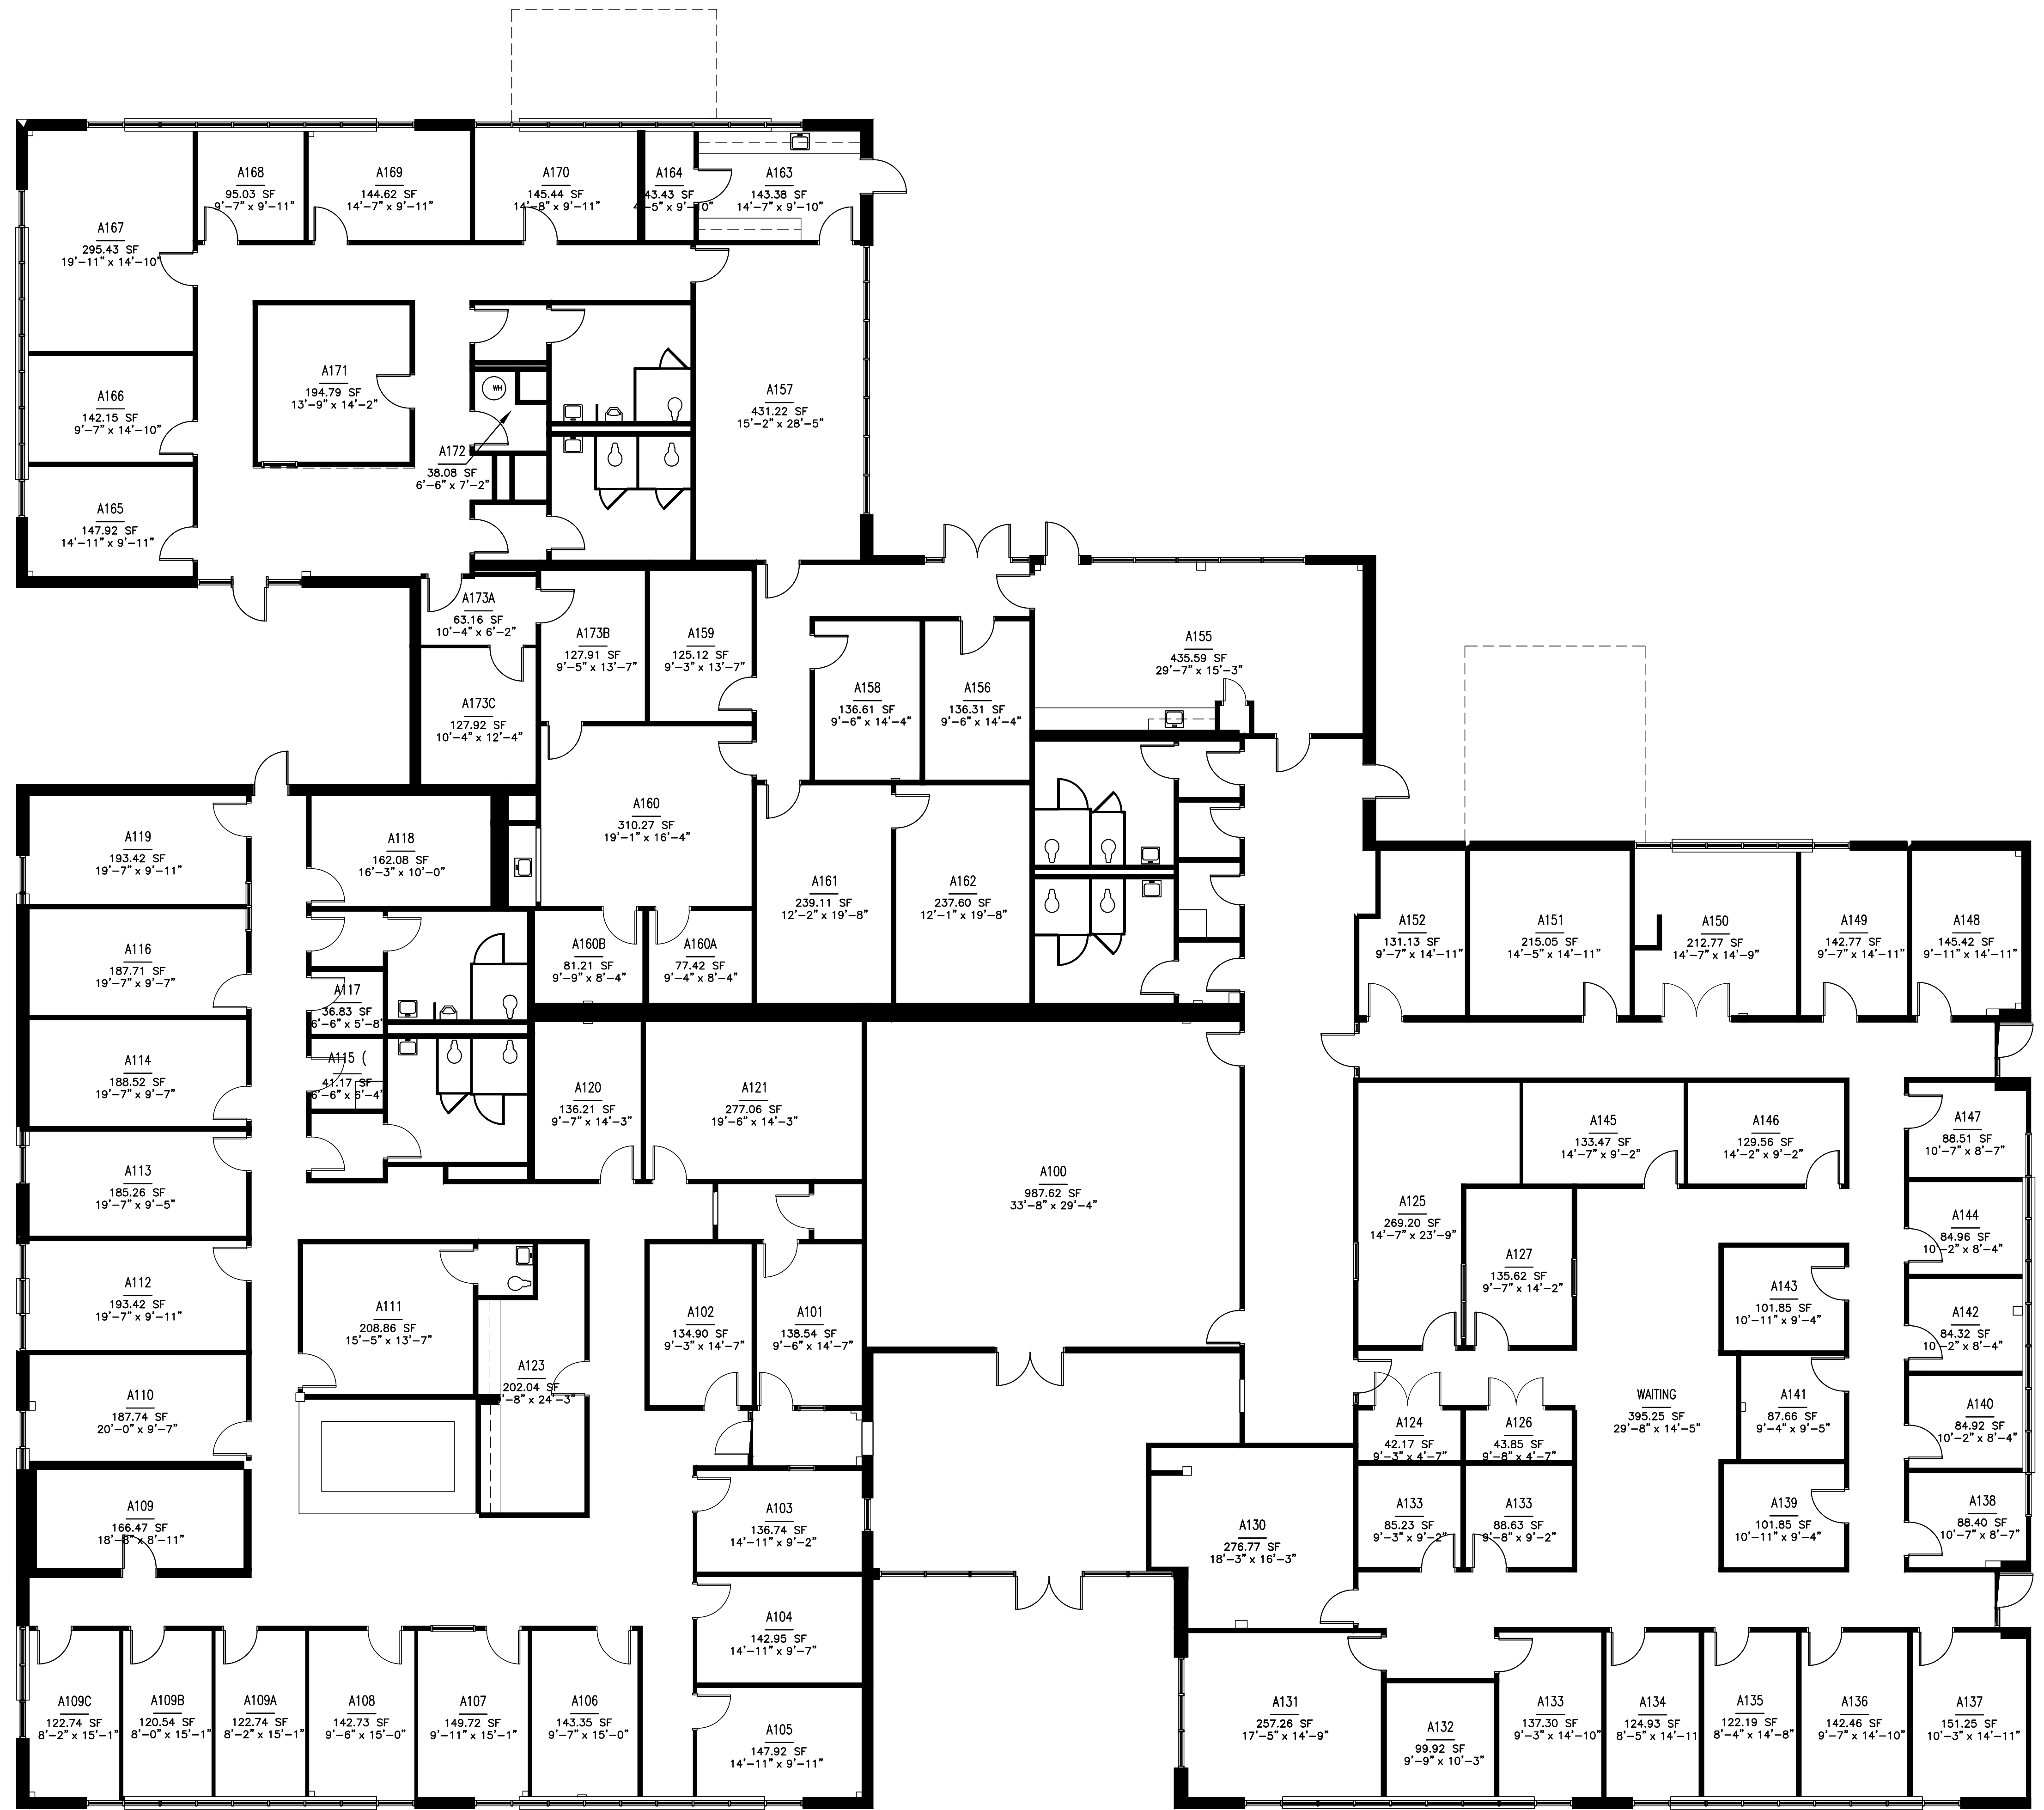 A168
95.03 SF
9'-7" x 9'-11"
A169
144.62 SF
14'-7" x 9'-11"
A170
145.44 SF
14'-8" x 9'-11"
A164
43.43 SF
4'-5" x 9'-10"
A163
143.38 SF
14'-7" x 9'-10"
A167
295.43 SF
19'-11" x 14'-10"
A171
194.79 SF
13'-9" x 14'-2"
WH
A157
431.22 SF
15'-2" x 28'-5"
A166
142.15 SF
9'-7" x 14'-10"
A172
38.08 SF
6'-6" x 7'-2"
A165
147.92 SF
14'-11" x 9'-11"
A173A
63.16 SF
10'-4" x 6'-2"
A173B
127.91 SF
9'-5" x 13'-7"
A159
125.12 SF
9'-3" x 13'-7"
A155
435.59 SF
29'-7" x 15'-3"
A158
136.61 SF
9'-6" x 14'-4"
A156
136.31 SF
9'-6" x 14'-4"
A173C
127.92 SF
10'-4" x 12'-4"
A160
310.27 SF
19'-1" x 16'-4"
A119
193.42 SF
19'-7" x 9'-11"
A118
162.08 SF
16'-3" x 10'-0"
A161
239.11 SF
12'-2" x 19'-8"
A162
237.60 SF
12'-1" x 19'-8"
A116
187.71 SF
19'-7" x 9'-7"
A160B
81.21 SF
9'-9" x 8'-4"
A160A
77.42 SF
9'-4" x 8'-4"
A152
131.13 SF
9'-7" x 14'-11"
A151
215.05 SF
14'-5" x 14'-11"
A150
212.77 SF
14'-7" x 14'-9"
A149
142.77 SF
9'-7" x 14'-11"
A148
145.42 SF
9'-11" x 14'-11"
A117
36.83 SF
6'-6" x 5'-8"
A114
188.52 SF
19'-7" x 9'-7"
A115 (
41.17 SF
6'-6" x 6'-4"
A120
136.21 SF
9'-7" x 14'-3"
A121
277.06 SF
19'-6" x 14'-3"
A145
133.47 SF
14'-7" x 9'-2"
A146
129.56 SF
14'-2" x 9'-2"
A147
88.51 SF
10'-7" x 8'-7"
A113
185.26 SF
19'-7" x 9'-5"
A100
987.62 SF
33'-8" x 29'-4"
A125
269.20 SF
14'-7" x 23'-9"
A144
84.96 SF
10'-2" x 8'-4"
A112
193.42 SF
19'-7" x 9'-11"
A127
135.62 SF
9'-7" x 14'-2"
A143
101.85 SF
10'-11" x 9'-4"
A111
208.86 SF
15'-5" x 13'-7"
A102
134.90 SF
9'-3" x 14'-7"
A101
138.54 SF
9'-6" x 14'-7"
A142
84.32 SF
10'-2" x 8'-4"
A123
202.04 SF
'-8" x 24'-3"
A110
187.74 SF
20'-0" x 9'-7"
WAITING
395.25 SF
29'-8" x 14'-5"
A141
87.66 SF
9'-4" x 9'-5"
A140
84.92 SF
10'-2" x 8'-4"
A124
42.17 SF
9'-3" x 4'-7"
A126
43.85 SF
9'-8" x 4'-7"
A109
166.47 SF
18'-8" x 8'-11"
A103
136.74 SF
14'-11" x 9'-2"
A130
276.77 SF
18'-3" x 16'-3"
A133
85.23 SF
9'-3" x 9'-2"
A133
88.63 SF
9'-8" x 9'-2"
A139
101.85 SF
10'-11" x 9'-4"
A138
88.40 SF
10'-7" x 8'-7"
A104
142.95 SF
14'-11" x 9'-7"
A109C
122.74 SF
8'-2" x 15'-1"
A109B
120.54 SF
8'-0" x 15'-1"
A109A
122.74 SF
8'-2" x 15'-1"
A108
142.73 SF
9'-6" x 15'-0"
A107
149.72 SF
9'-11" x 15'-1"
A106
143.35 SF
9'-7" x 15'-0"
A105
147.92 SF
14'-11" x 9'-11"
A131
257.26 SF
17'-5" x 14'-9"
A132
99.92 SF
9'-9" x 10'-3"
A133
137.30 SF
9'-3" x 14'-10"
A134
124.93 SF
8'-5" x 14'-11
A135
122.19 SF
8'-4" x 14'-8"
A136
142.46 SF
9'-7" x 14'-10"
A137
151.25 SF
10'-3" x 14'-11"